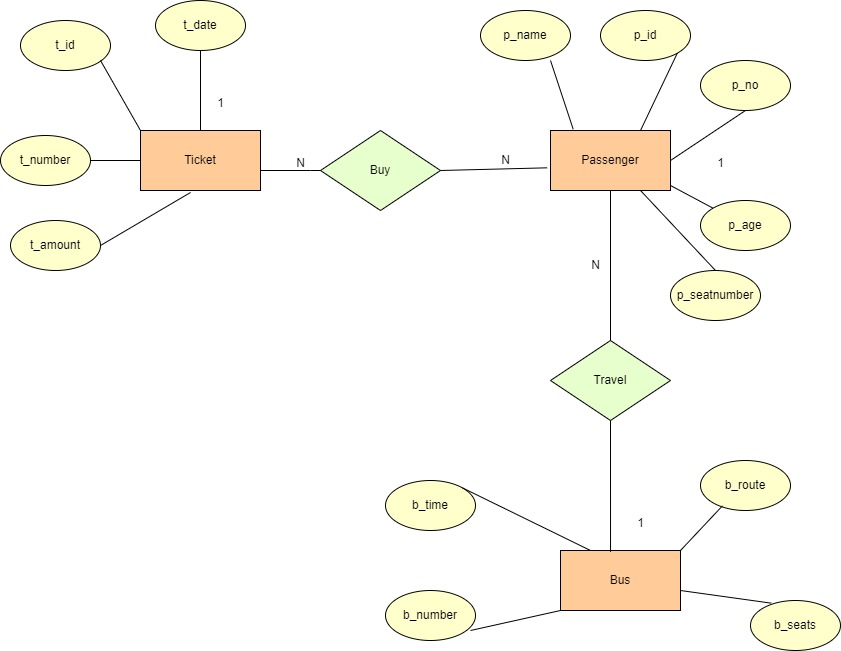 t_date
t_id
p_name
p_id
p_no
1
t_number
Ticket
N
Buy
N
Passenger
1
t_amount
p_age
N
p_seatnumber
Travel
b_time
b_route
1
Bus
b_number
b_seats